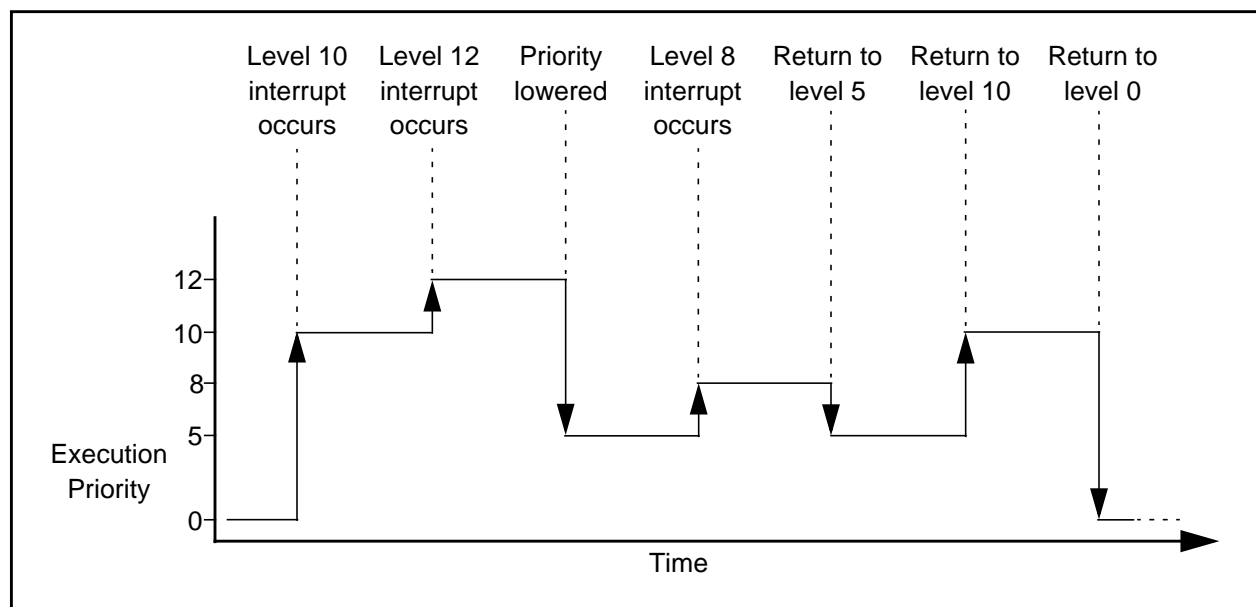 Level 10
interrupt
occurs
Level 12
interrupt
occurs
Priority
lowered
Level 8
interrupt
occurs
Return to
level 5
Return to
level 10
Return to
level 0
12
10
8
5
0
Execution
Priority
Time